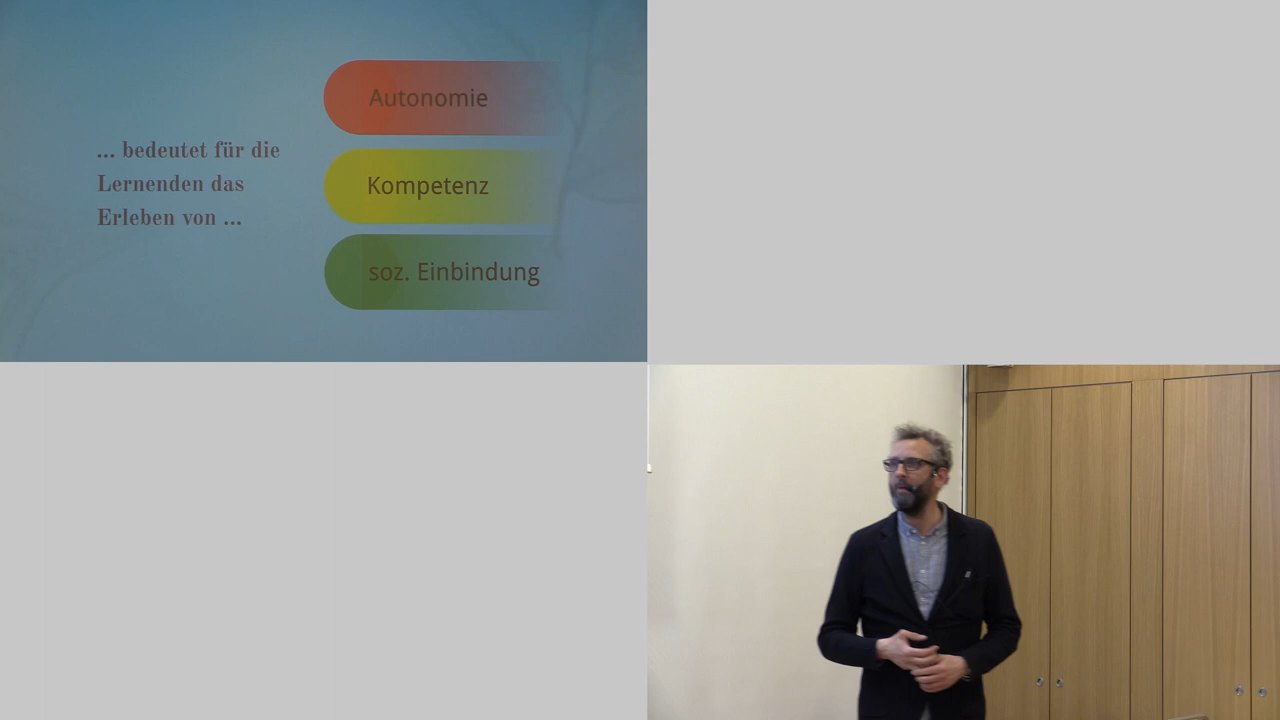 ... bedeutet für die
Lernenden das
Erleben von ...
Autonomie
Kompetenz
soz. Einbindung